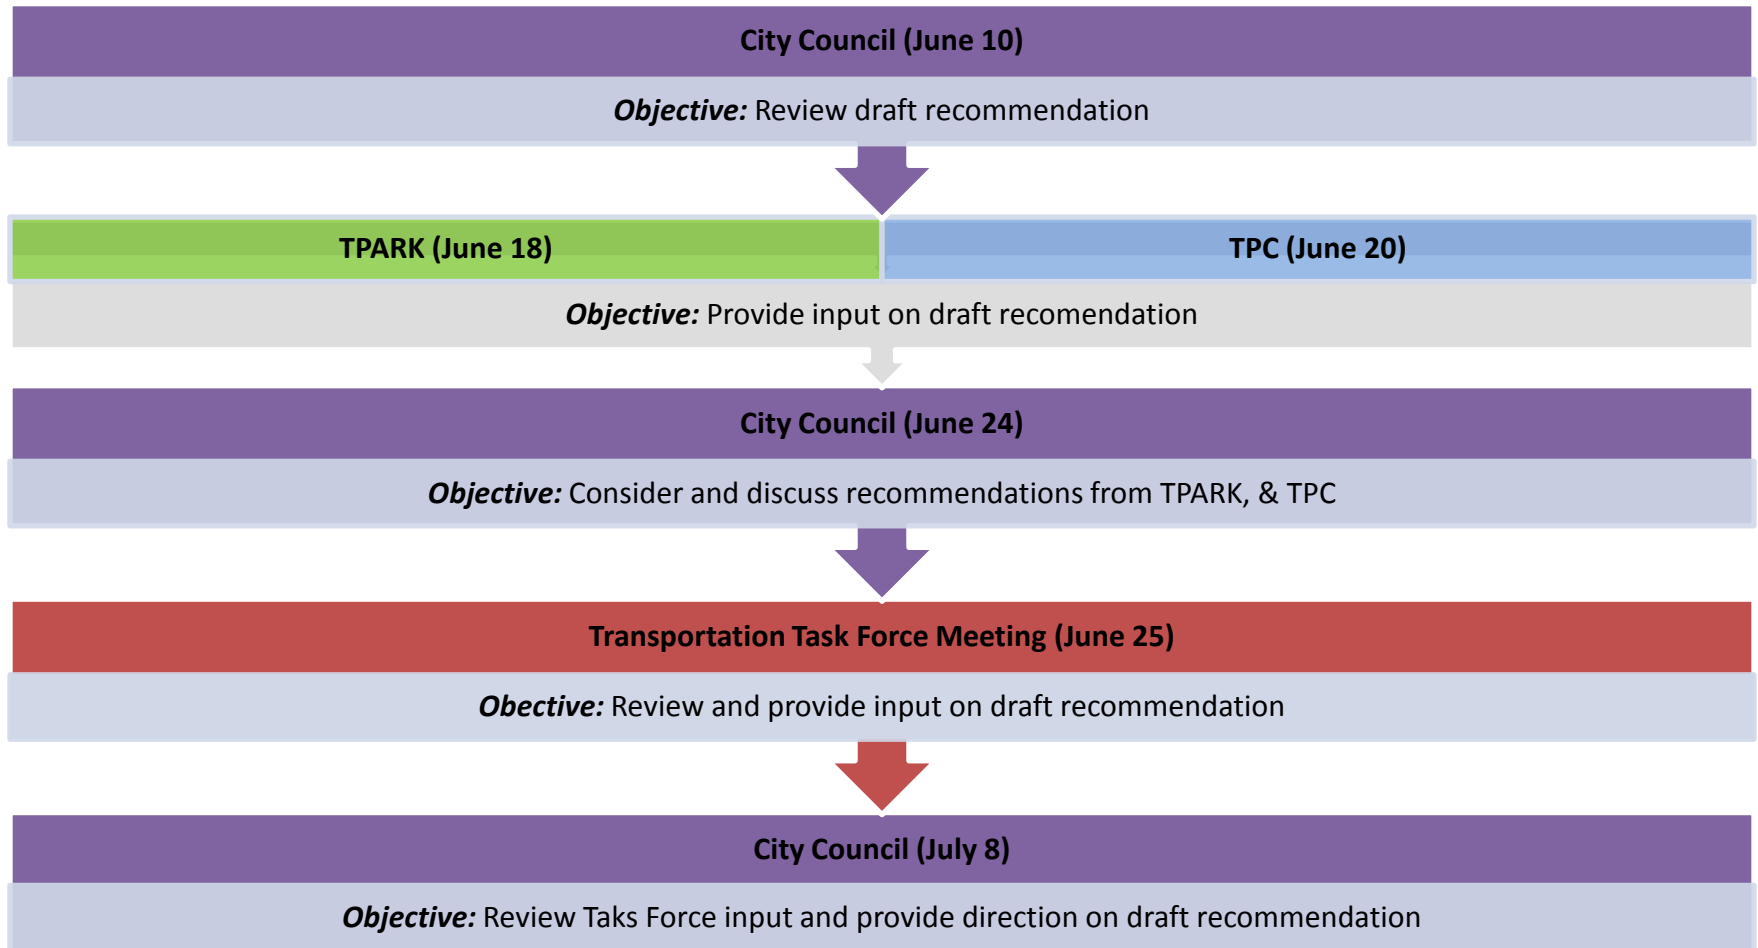 City Council (June 10)
Objective: Review draft recommendation
TPARK (June 18)
TPC (June 20)
Objective: Provide input on draft recomendation
City Council (June 24)
Objective: Consider and discuss recommendations from TPARK, & TPC
Transportation Task Force Meeting (June 25)
Obective: Review and provide input on draft recommendation
City Council (July 8)
Objective: Review Taks Force input and provide direction on draft recommendation